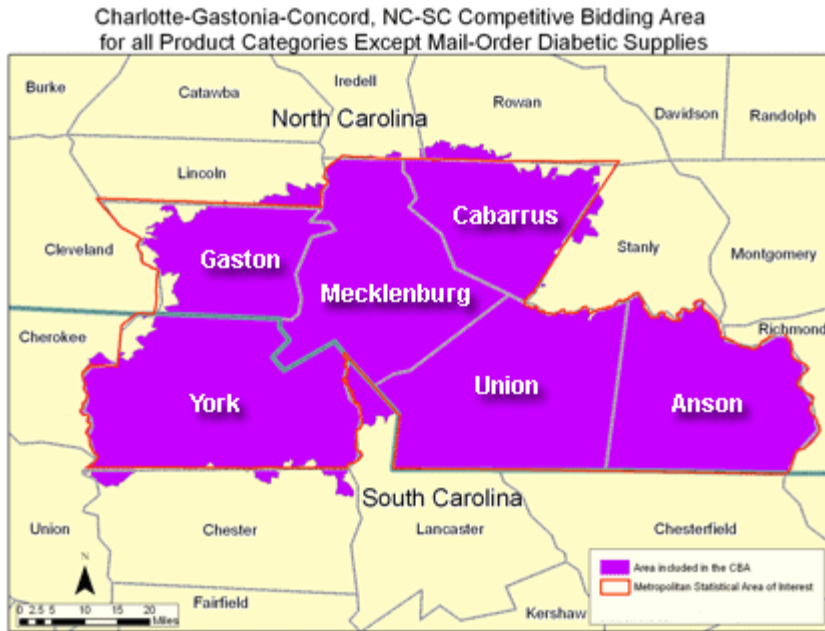 Charlotte-Gastonia-Concord, NC-SC Competitive Bidding Area
for all Product Categories Except Mail-Order Diabetic Supplies
Burke
Catawba
Iredell
Rowan
Davidson
Randolph
North Carolina
Lincoln
Cabarrus
Cleveland
Gaston
Stanly
Montgomery
Mecklenburg
Cherokee
Richmond
York
Union
Anson
South Carolina
Union
Chester
Lancaster
Chesterfield
N
Area included in the CBA
Metropolitan Statistical Area of Interest
Fairfield
Kershaw
0 2.5 5 10 15 20
Miles